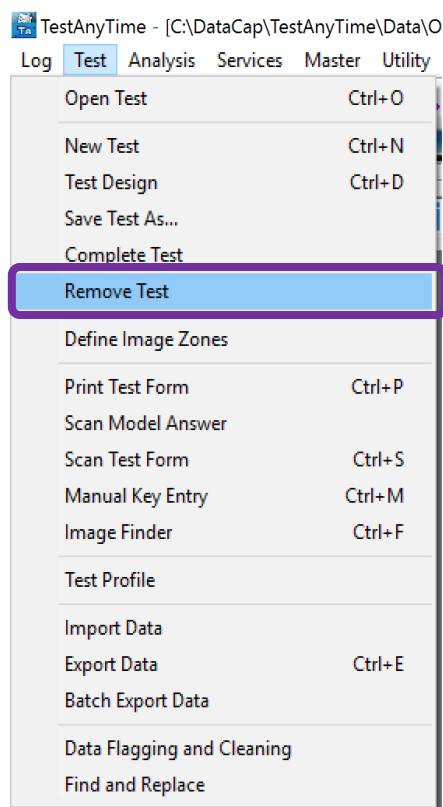 TA TestAnyTime - [C:\DataCap\TestAnyTime\Data\O
Log Test Analysis Services Master Utility
Open Test Ctrl+O
New Test Ctrl+N
Test Design Ctrl+D
Save Test As...
Complete Test
Remove Test
Define Image Zones
Print Test Form Ctrl+P
Scan Model Answer
Scan Test Form Ctrl+S
Manual Key Entry Ctrl+M
Image Finder Ctrl+F
Test Profile
Import Data
Export Data Ctrl+E
Batch Export Data
Data Flagging and Cleaning
Find and Replace